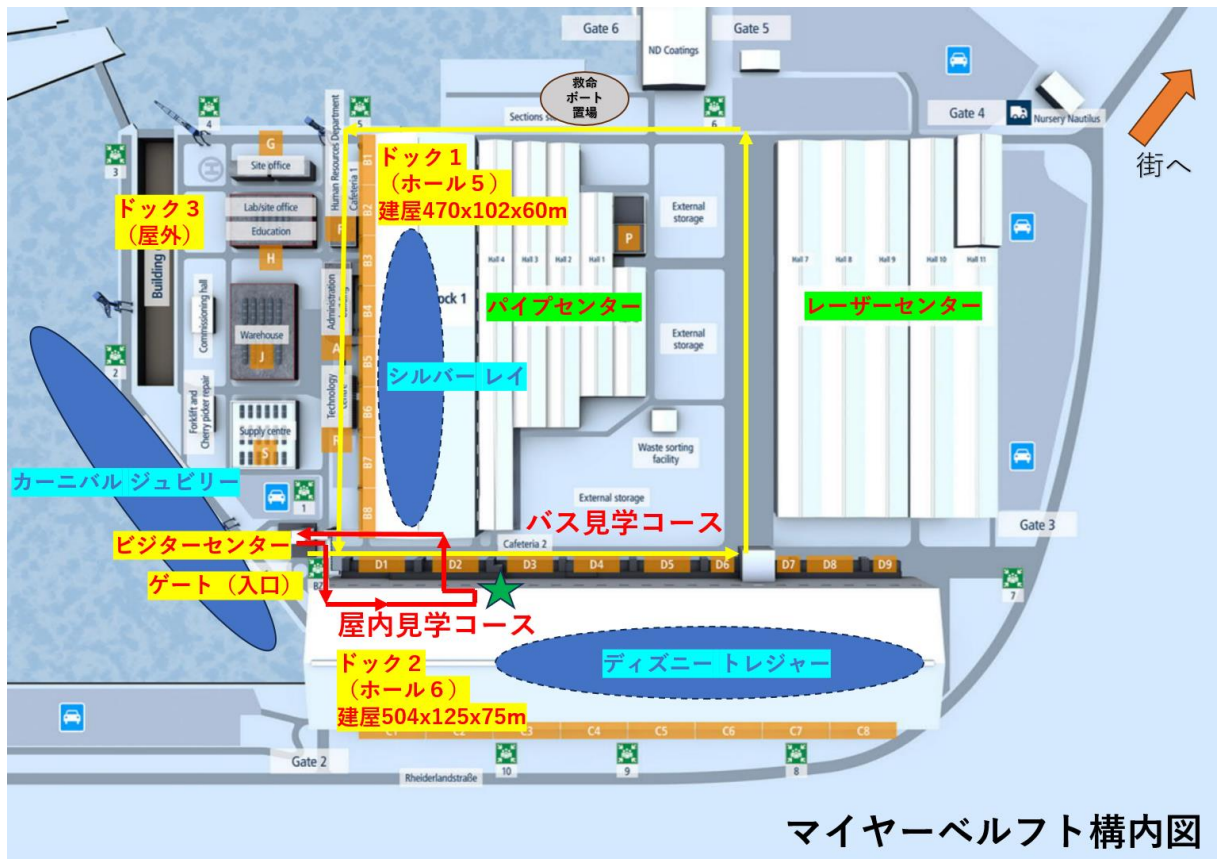 Gate 6
Gate 5
ND Coatings
救命
ボート
置場
Sections st
Gate 4
Nursery Nautilus
街へ
4
5
6
3
G
Site office
H
Lab/site office
Education
H
Human Resources Department
Cafeteria 1
F
B1
B2
B3
B4
B5
B6
B7
B8
ドック1
(ホール5)
建屋470x102x60m
ドック3
(屋外)
Building
ock 1
Hall 4
Hall 3
Hall 2
Hall 1
P
External
storage
External
storage
パイプセンター
Hall 7
Hall 8
Hall 9
Hall 10
Hall 11
レーザーセンター
Commissioning hall
Warehouse
J
Administration
A
2
シルバー レイ
Forklift and
Cherry picker repair
Supply centre
S
Technology
centre
Waste sorting
facility
External storage
カーニバル ジュビリー
1
バス見学コース
Gate 3
Cafeteria 2
ビジターセンター
ゲート(入口)
D1
D2
D3
D4
D5
D6
D7
D8
D9
7
屋内見学コース
ドック2
(ホール6)
建屋504x125x75m
ディズニー トレジャー
C1
C2
C3
C4
C5
C6
C7
C8
Gate 2
10
9
8
Rheiderlandstraße
マイヤーベルフト構内図